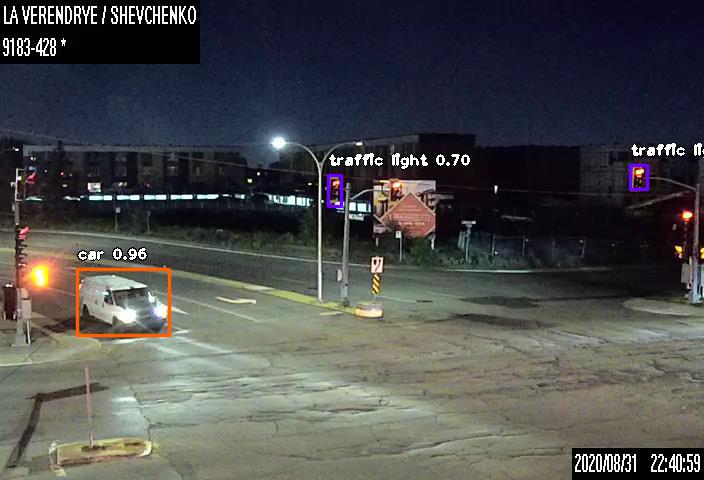 LA VERENDRYE / SHEVCHENKO
9183-428 *
traffic light 0.70
traffic
car 0.96
2020/08/31 22:40:59